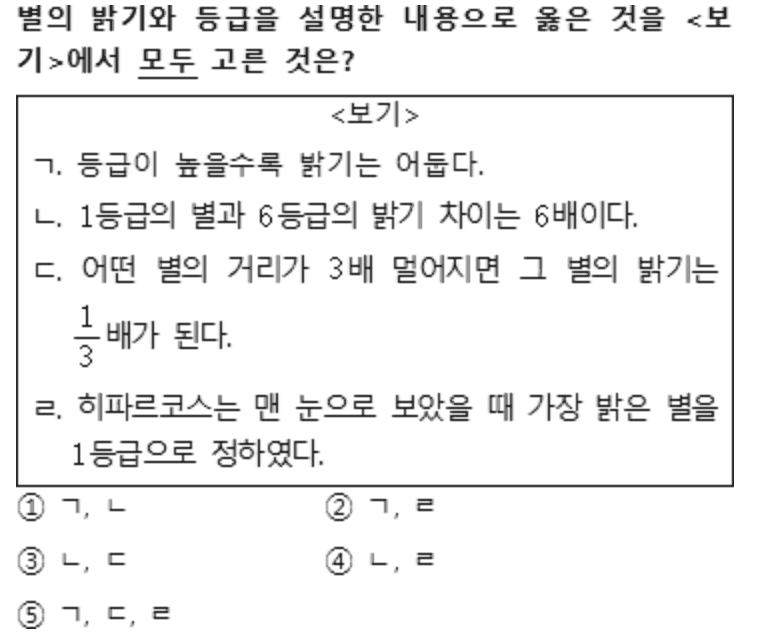 별의 밝기와 등급을 설명한 내용으로 옳은 것을 <보
기>에서 모두 고른 것은?
<보기>
ㄱ. 등급이 높을수록 밝기는 어둡다.
ㄴ. 1등급의 별과 6등급의 밝기 차이는 6배이다.
ㄷ. 어떤 별의 거리가 3배 멀어지면 그 별의 밝기는
1/3배가 된다.
ㄹ. 히파르코스는 맨 눈으로 보았을 때 가장 밝은 별을
1등급으로 정하였다.
① ㄱ, ㄴ ② ㄱ, ㄹ
③ ㄴ, ㄷ ④ ㄴ, ㄹ
⑤ ㄱ, ㄷ, ㄹ